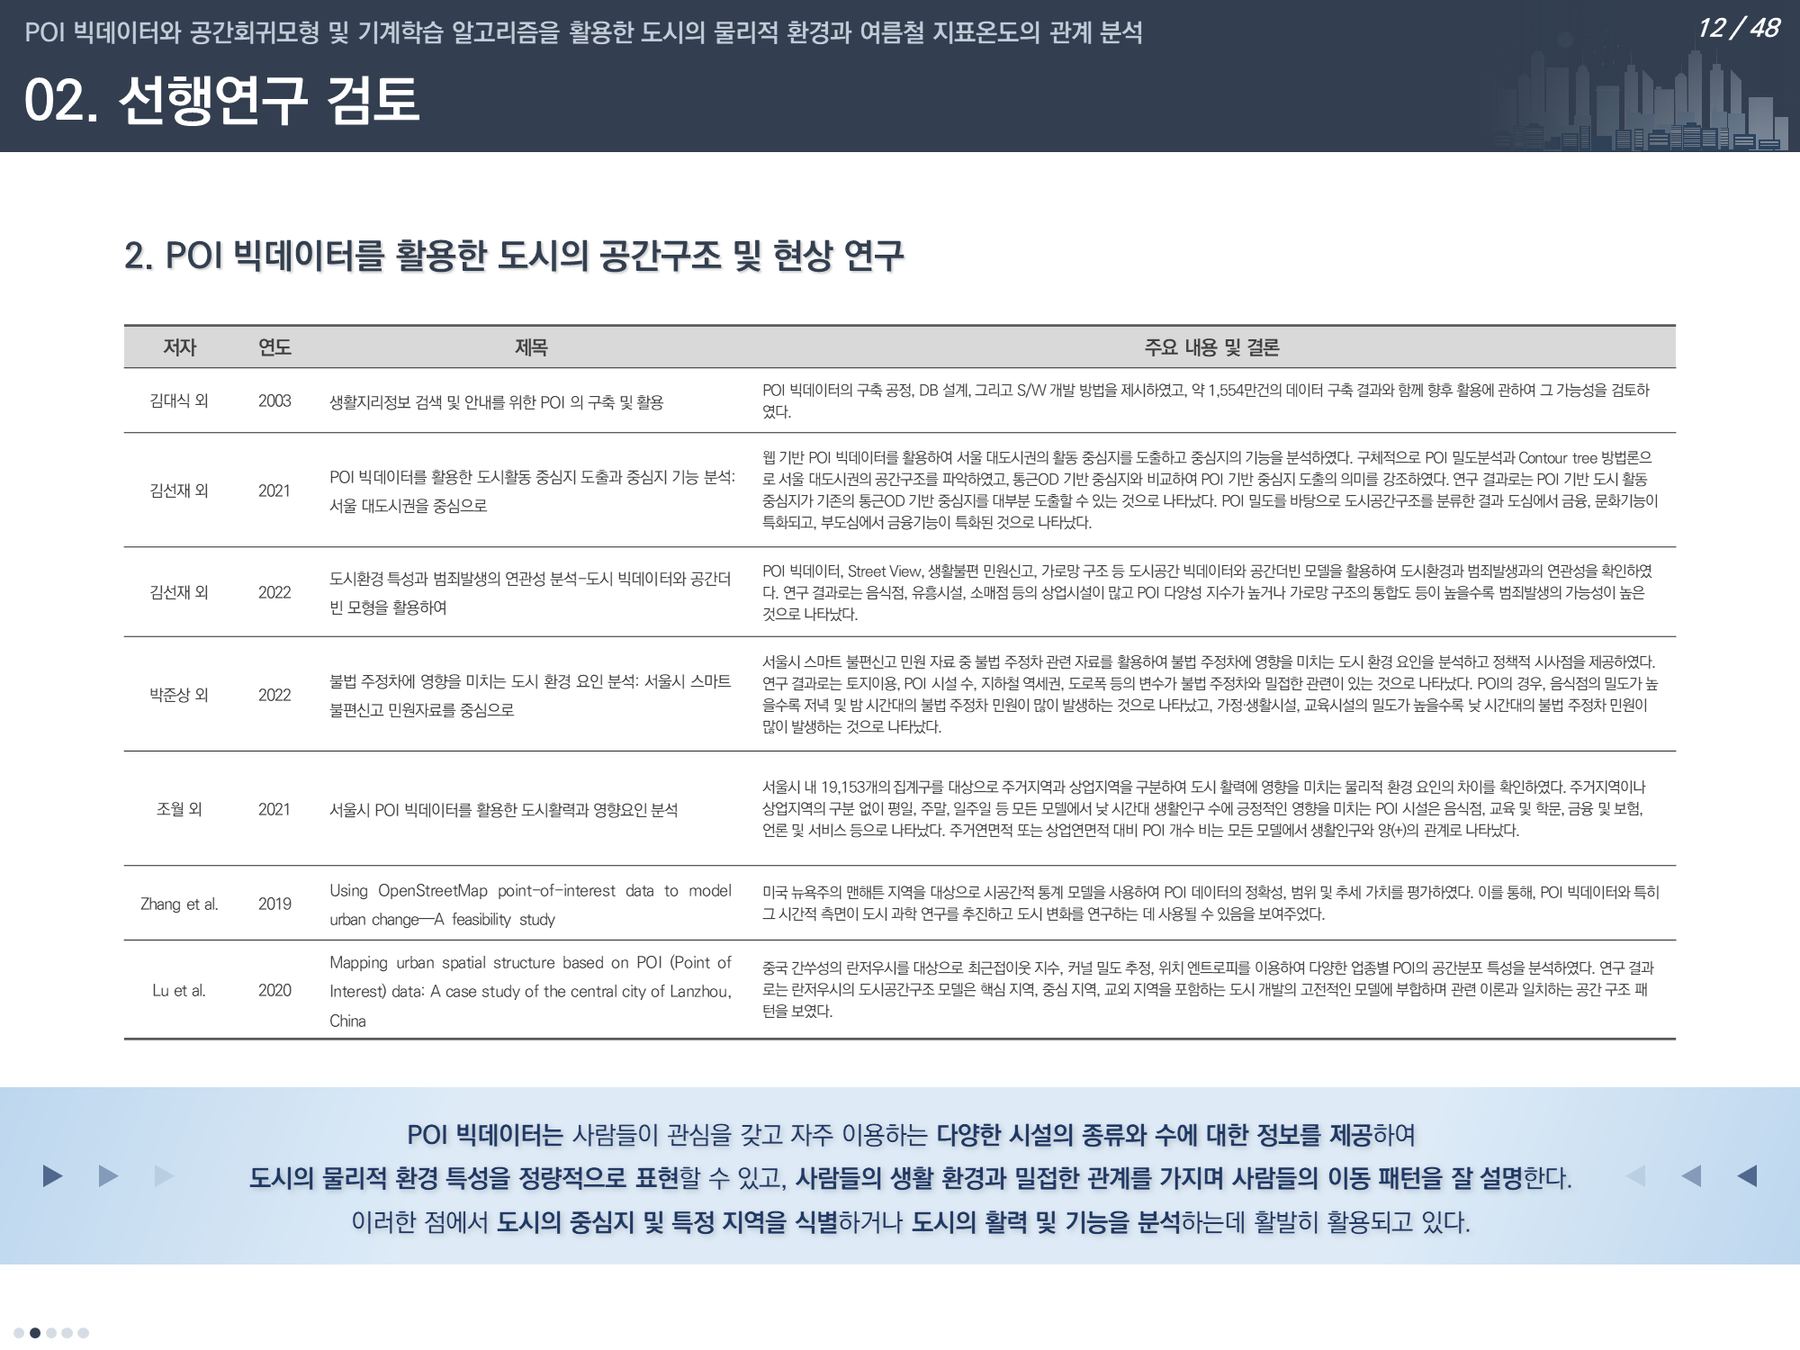 POI 빅데이터와 공간회귀모형 및 기계학습 알고리즘을 활용한 도시의 물리적 환경과 여름철 지표온도의 관계 분석
12 / 48
02. 선행연구 검토
2. POI 빅데이터를 활용한 도시의 공간구조 및 현상 연구
저자 연도 제목 주요 내용 및 결론
김대식 외 2003 생활지리정보 검색 및 안내를 위한 POI 의 구축 및 활용
POI 빅데이터의 구축 공정, DB 설계, 그리고 S/W 개발 방법을 제시하였고, 약 1,554만건의 데이터 구축 결과와 함께 향후 활용에 관하여 그 가능성을 검토하
였다.
김선재 외 2021
POI 빅데이터를 활용한 도시활동 중심지 도출과 중심지 기능 분석:
서울 대도시권을 중심으로
웹 기반 POI 빅데이터를 활용하여 서울 대도시권의 활동 중심지를 도출하고 중심지의 기능을 분석하였다. 구체적으로 POI 밀도분석과 Contour tree 방법론으
로 서울 대도시권의 공간구조를 파악하였고, 통근OD 기반 중심지와 비교하여 POI 기반 중심지 도출의 의미를 강조하였다. 연구 결과로는 POI 기반 도시 활동
중심지가 기존의 통근OD 기반 중심지를 대부분 도출할 수 있는 것으로 나타났다. POI 밀도를 바탕으로 도시공간구조를 분류한 결과 도심에서 금융, 문화기능이
특화되고, 부도심에서 금융기능이 특화된 것으로 나타났다.
김선재 외 2022
도시환경 특성과 범죄발생의 연관성 분석-도시 빅데이터와 공간더
빈 모형을 활용하여
POI 빅데이터, Street View, 생활불편 민원신고, 가로망 구조 등 도시공간 빅데이터와 공간더빈 모델을 활용하여 도시환경과 범죄발생과의 연관성을 확인하였
다. 연구 결과로는 음식점, 유흥시설, 소매점 등의 상업시설이 많고 POI 다양성 지수가 높거나 가로망 구조의 통합도 등이 높을수록 범죄발생의 가능성이 높은
것으로 나타났다.
박준상 외 2022
불법 주정차에 영향을 미치는 도시 환경 요인 분석: 서울시 스마트
불편신고 민원자료를 중심으로
서울시 스마트 불편신고 민원 자료 중 불법 주정차 관련 자료를 활용하여 불법 주정차에 영향을 미치는 도시 환경 요인을 분석하고 정책적 시사점을 제공하였다.
연구 결과로는 토지이용, POI 시설 수, 지하철 역세권, 도로폭 등의 변수가 불법 주정차와 밀접한 관련이 있는 것으로 나타났다. POI의 경우, 음식점의 밀도가 높
을수록 저녁 및 밤 시간대의 불법 주정차 민원이 많이 발생하는 것으로 나타났고, 가정·생활시설, 교육시설의 밀도가 높을수록 낮 시간대의 불법 주정차 민원이
많이 발생하는 것으로 나타났다.
조월 외 2021 서울시 POI 빅데이터를 활용한 도시활력과 영향요인 분석
서울시 내 19,153개의 집계구를 대상으로 주거지역과 상업지역을 구분하여 도시 활력에 영향을 미치는 물리적 환경 요인의 차이를 확인하였다. 주거지역이나
상업지역의 구분 없이 평일, 주말, 일주일 등 모든 모델에서 낮 시간대 생활인구 수에 긍정적인 영향을 미치는 POI 시설은 음식점, 교육 및 학문, 금융 및 보험,
언론 및 서비스 등으로 나타났다. 주거연면적 또는 상업연면적 대비 POI 개수 비는 모든 모델에서 생활인구와 양(+)의 관계로 나타났다.
Zhang et al. 2019
Using OpenStreetMap point-of-interest data to model
urban change—A feasibility study
미국 뉴욕주의 맨해튼 지역을 대상으로 시공간적 통계 모델을 사용하여 POI 데이터의 정확성, 범위 및 추세 가치를 평가하였다. 이를 통해, POI 빅데이터와 특히
그 시간적 측면이 도시 과학 연구를 추진하고 도시 변화를 연구하는 데 사용될 수 있음을 보여주었다.
Lu et al. 2020
Mapping urban spatial structure based on POI (Point of
Interest) data: A case study of the central city of Lanzhou,
China
중국 간쑤성의 란저우시를 대상으로 최근접이웃 지수, 커널 밀도 추정, 위치 엔트로피를 이용하여 다양한 업종별 POI의 공간분포 특성을 분석하였다. 연구 결과
로는 란저우시의 도시공간구조 모델은 핵심 지역, 중심 지역, 교외 지역을 포함하는 도시 개발의 고전적인 모델에 부합하며 관련 이론과 일치하는 공간 구조 패
턴을 보였다.
POI 빅데이터는 사람들이 관심을 갖고 자주 이용하는 다양한 시설의 종류와 수에 대한 정보를 제공하여
도시의 물리적 환경 특성을 정량적으로 표현할 수 있고, 사람들의 생활 환경과 밀접한 관계를 가지며 사람들의 이동 패턴을 잘 설명한다.
이러한 점에서 도시의 중심지 및 특정 지역을 식별하거나 도시의 활력 및 기능을 분석하는데 활발히 활용되고 있다.